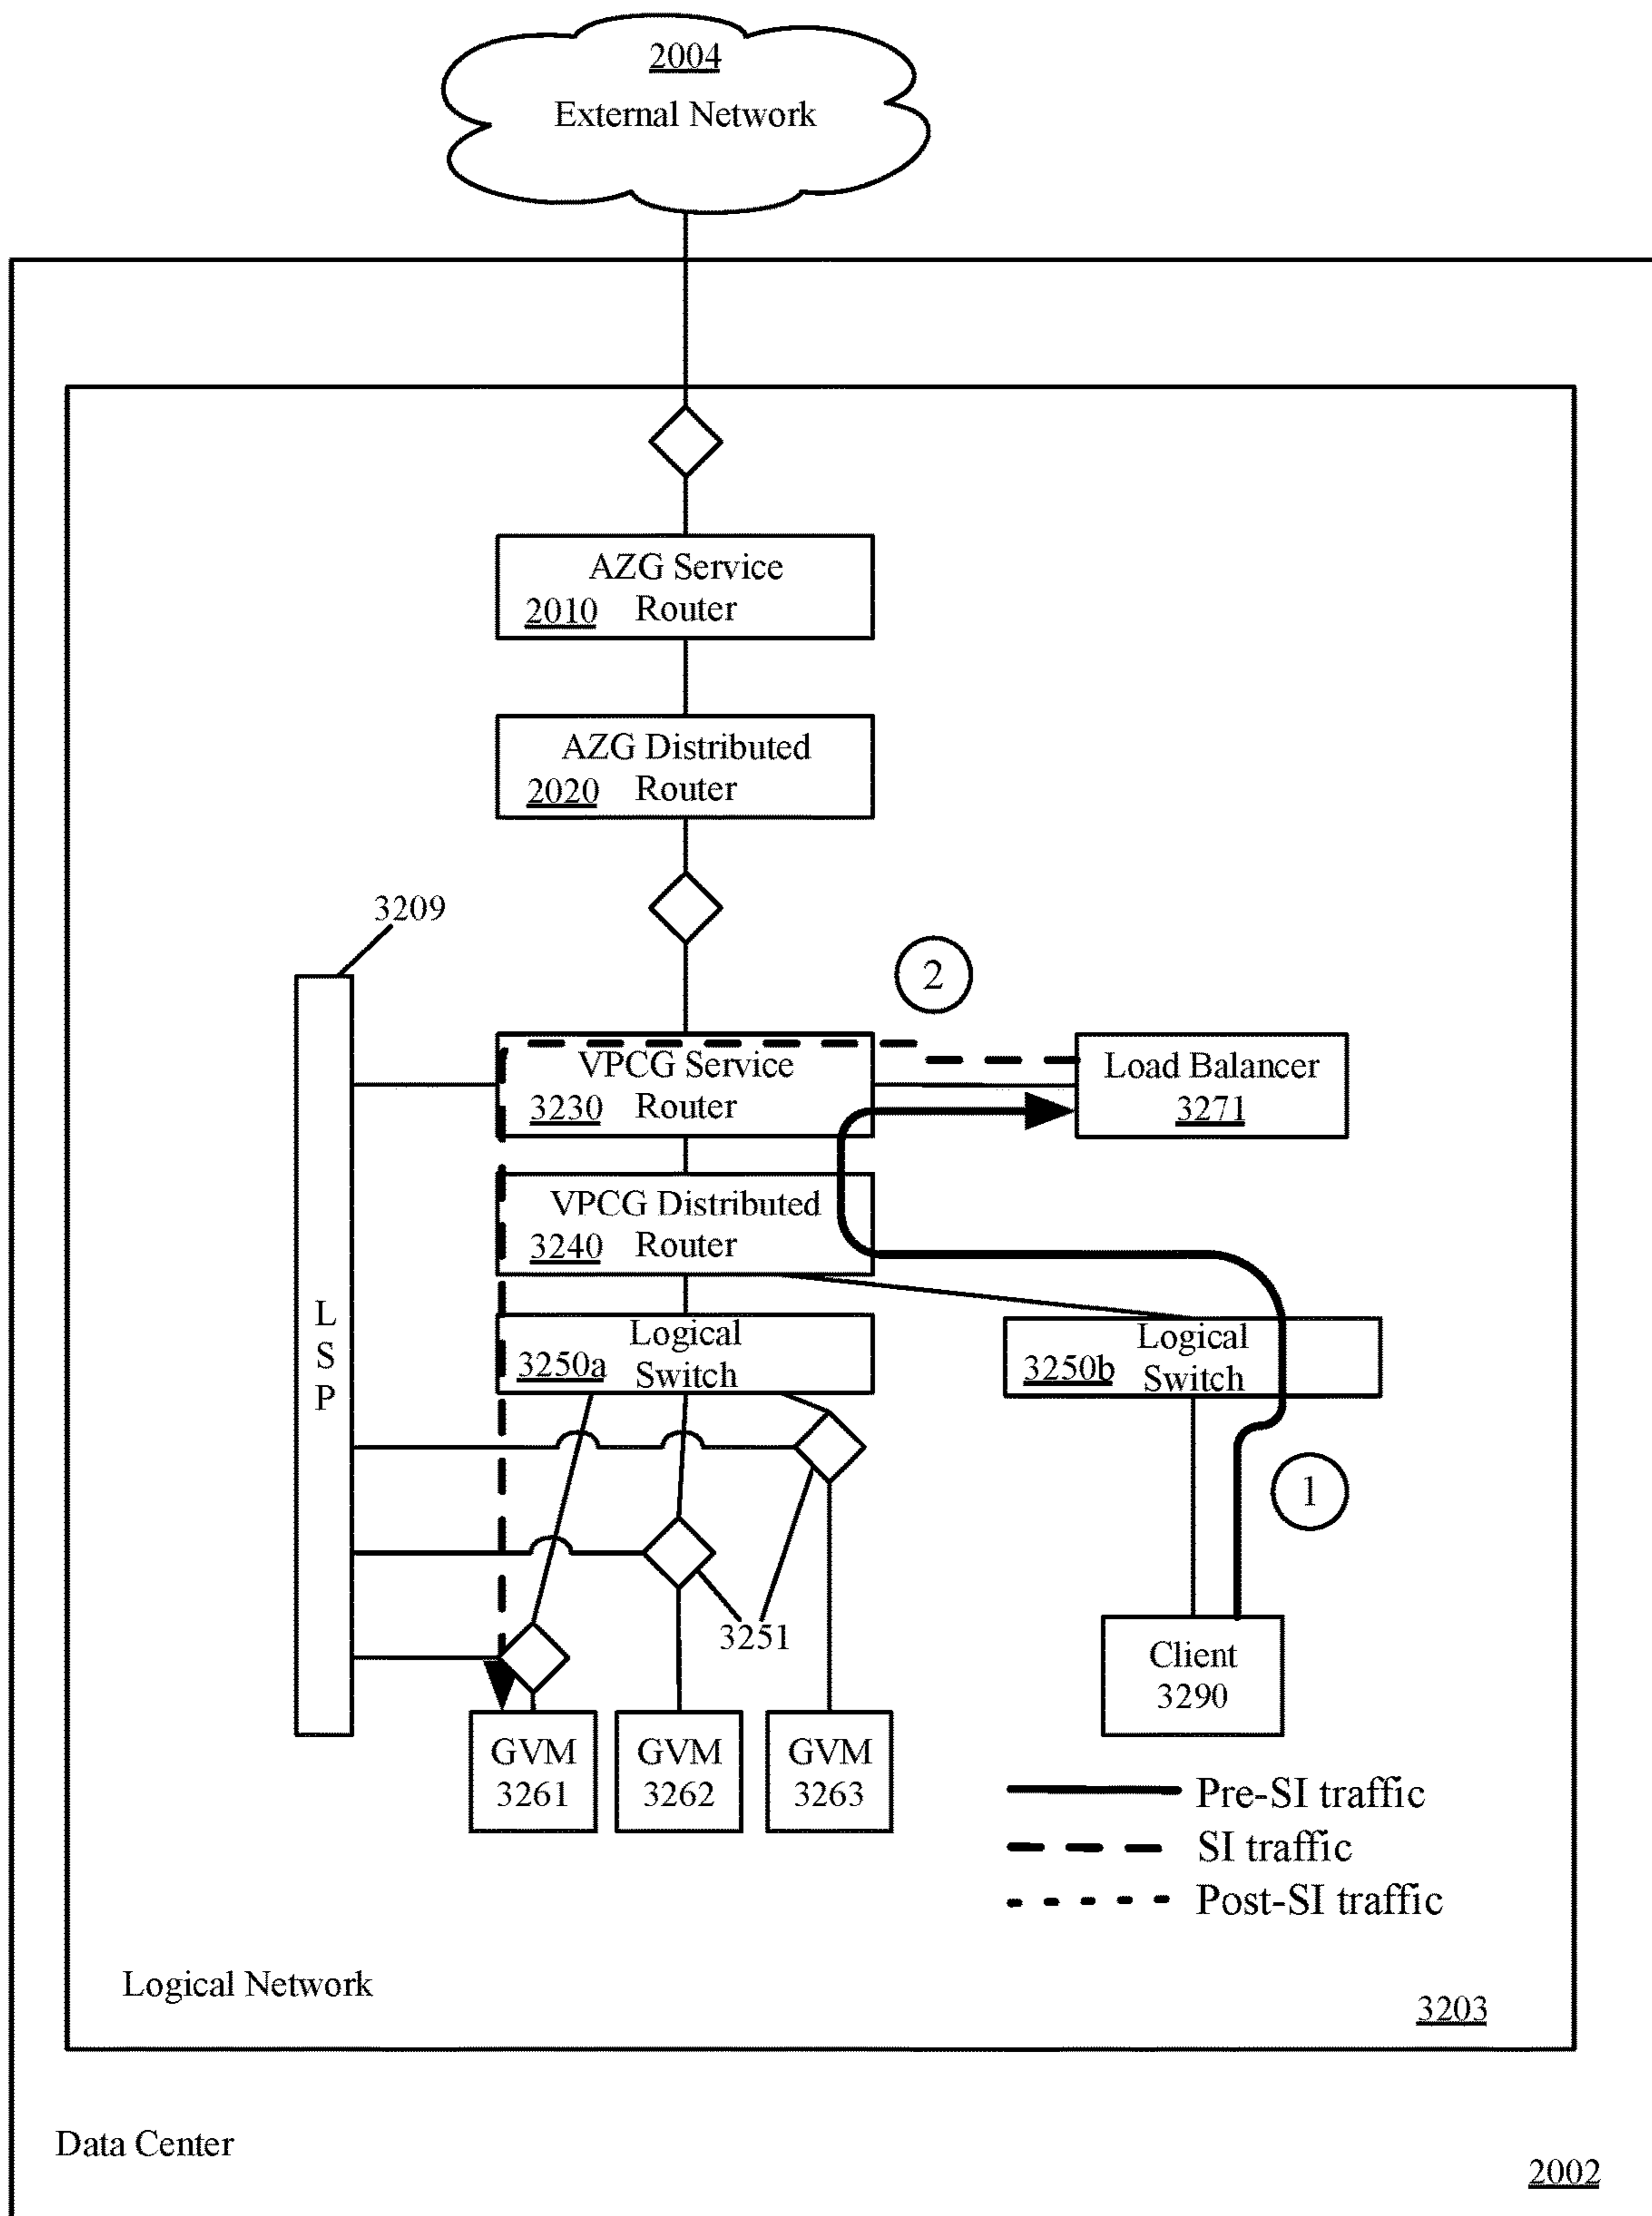 2004
External Network
AZG Service
2010 Router
AZG Distributed
2020 Router
3209
2
VPCG Service
3230 Router
Load Balancer
3271
VPCG Distributed
3240 Router
L
S
P
Logical
3250a Switch
Logical
3250b Switch
1
3251
Client
3290
GVM
3261
GVM
3262
GVM
3263
Pre-SI traffic
SI traffic
Post-SI traffic
Logical Network
3203
Data Center
2002